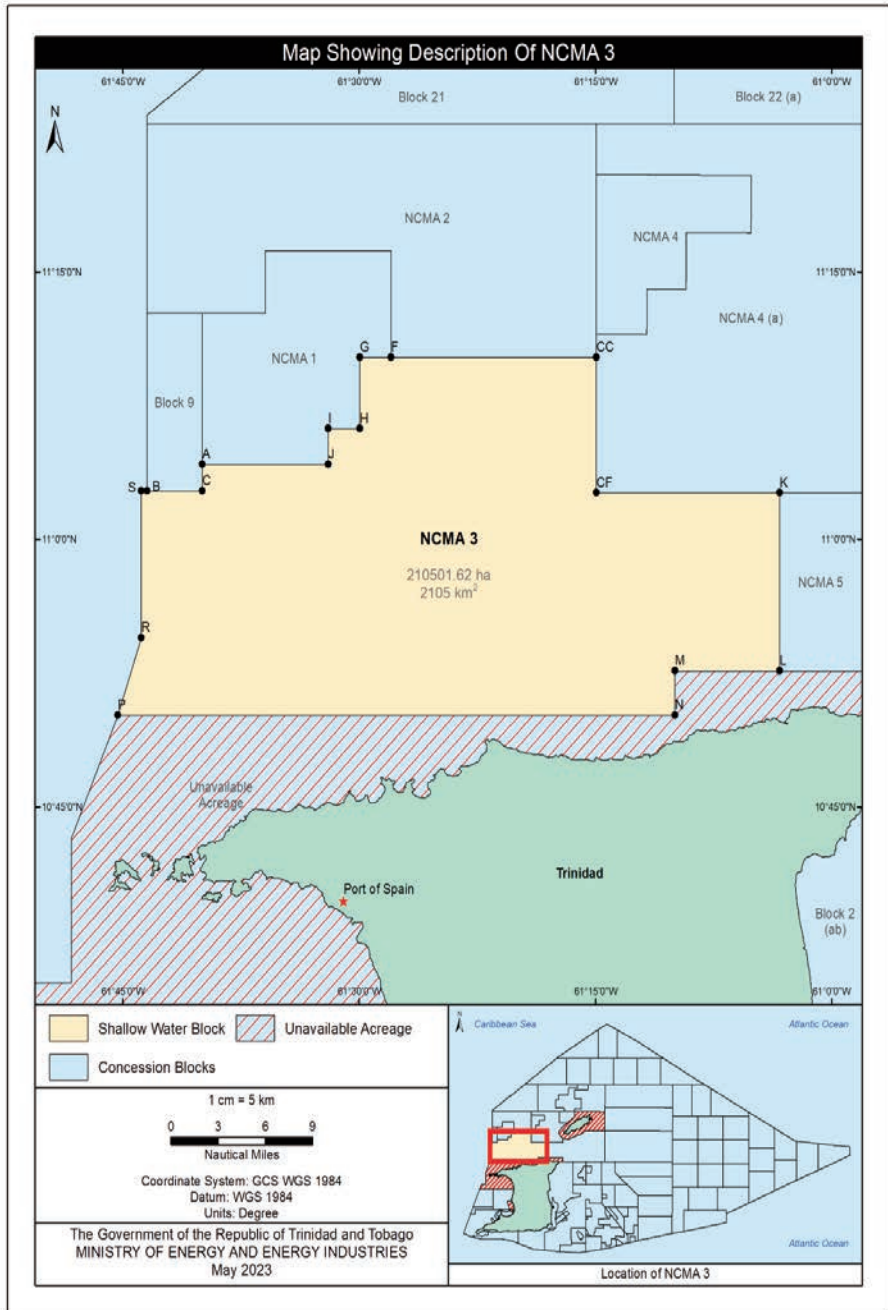 Map Showing Description Of NCMA 3
61°45'0"W
61°30'0"W
61°15'0"W
61°0'0"W
Block 21
Block 22 (a)
N
NCMA 2
NCMA 4
11°15'0"N
11°15'0"N
NCMA 4 (a)
G
F
CC
NCMA 1
Block 9
I
H
A
J
S
B
C
CF
K
11°0'0"N
NCMA 3
11°0'0"N
210501.62 ha
2105 km²
NCMA 5
R
M
L
P
N
Unavailable
Acreage
10°45'0"N
10°45'0"N
Trinidad
Port of Spain
Block 2
(ab)
61°45'0"W
61°30'0"W
61°15'0"W
61°0'0"W
Shallow Water Block
Unavailable Acreage
Concession Blocks
1 cm = 5 km
0 3 6 9
Nautical Miles
Coordinate System: GCS WGS 1984
Datum: WGS 1984
Units: Degree
The Government of the Republic of Trinidad and Tobago
MINISTRY OF ENERGY AND ENERGY INDUSTRIES
May 2023
N
Caribbean Sea
Atlantic Ocean
Atlantic Ocean
Location of NCMA 3